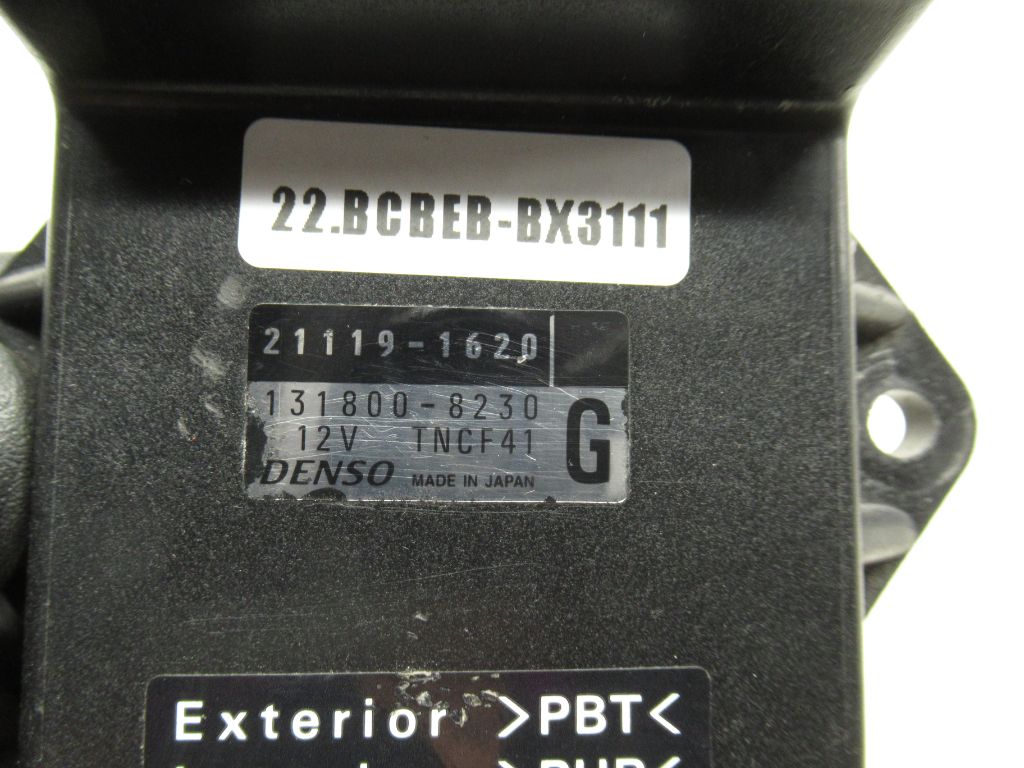 22.BCBEB-BX3111
21119-1620
131800-8230
12V TNCF41
G
DENSO MADE IN JAPAN
Exterior >PBT<